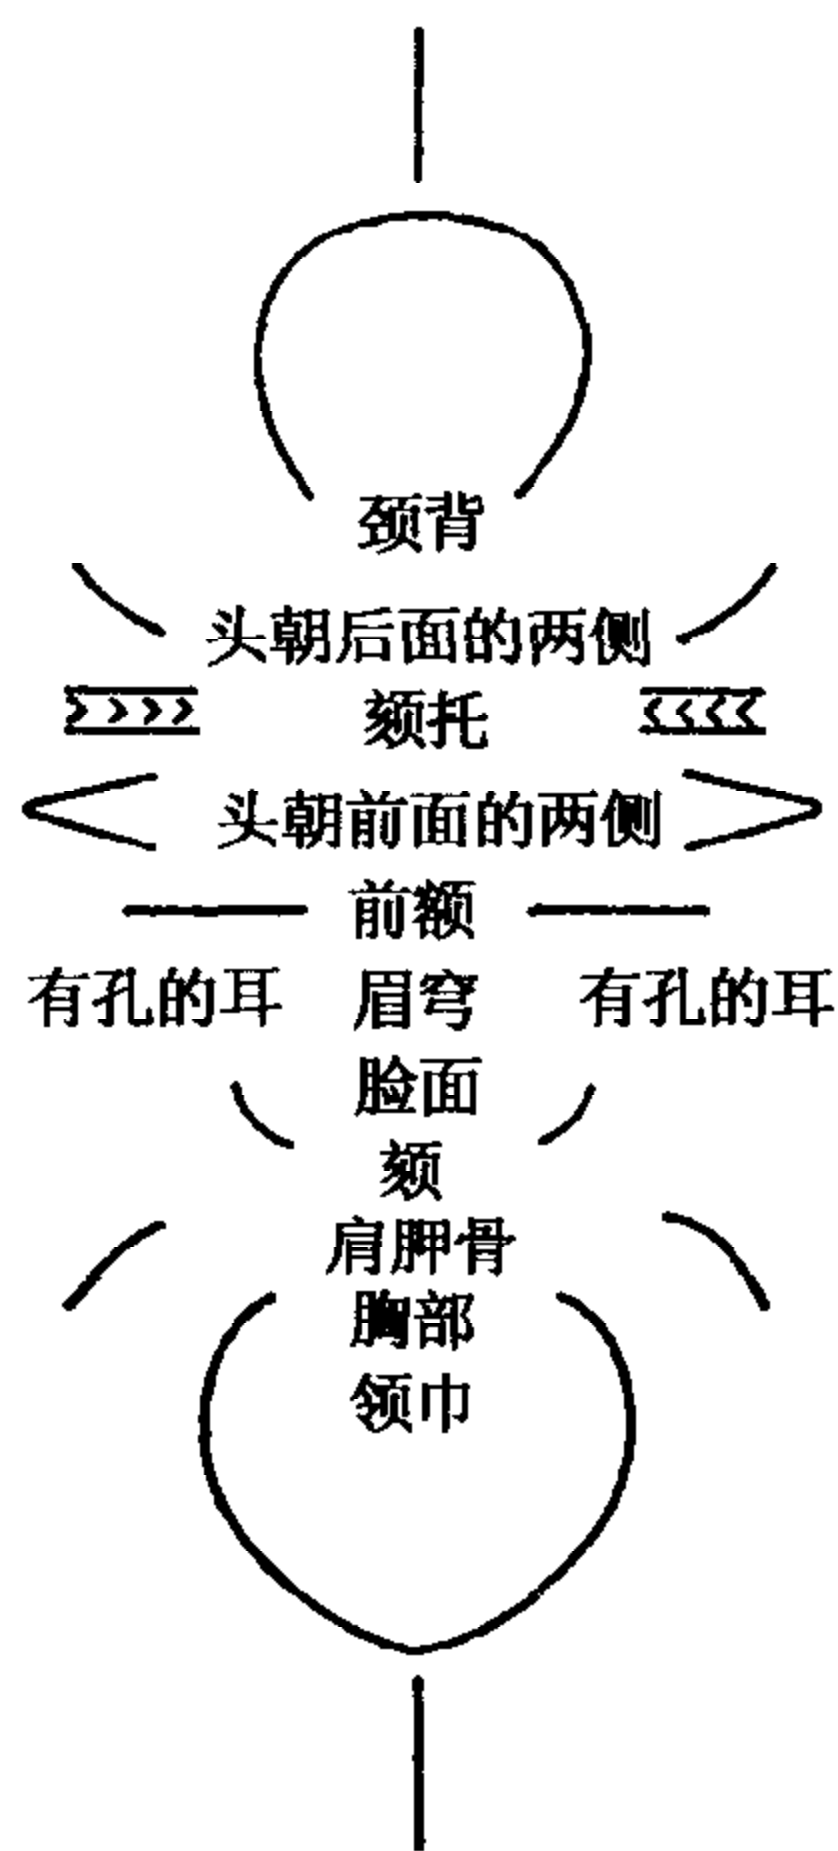 颈背
头朝后面的两侧
颏托
头朝前面的两侧
前额
有孔的耳 眉穹 有孔的耳
脸面
颏
肩胛骨
胸部
领巾